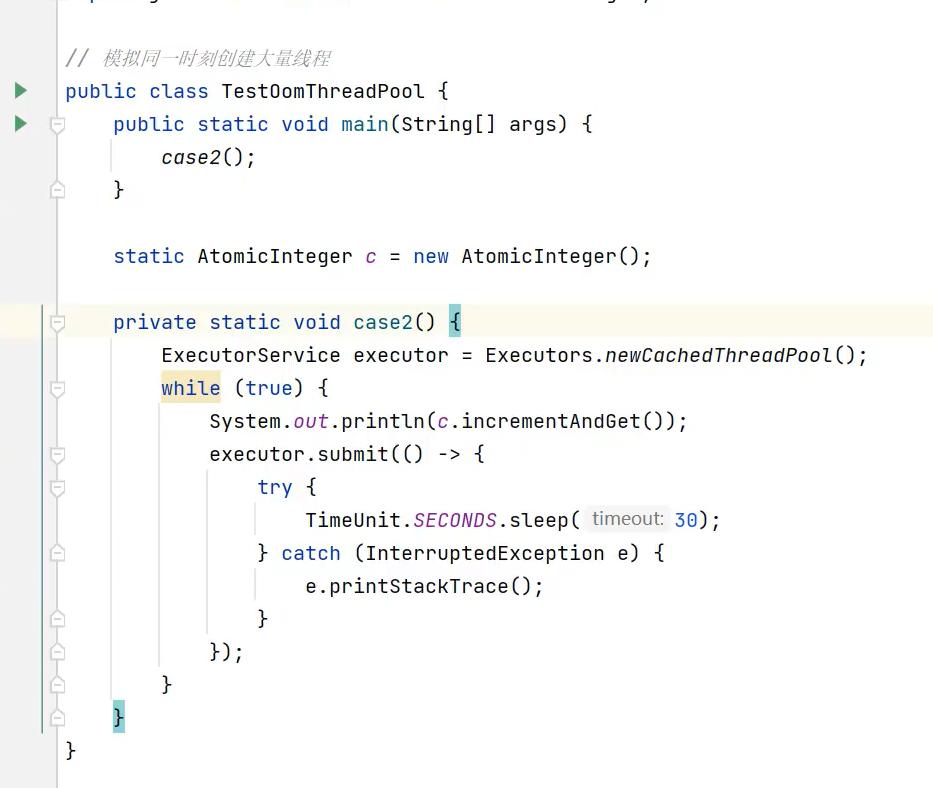 // 模拟同一时刻创建大量线程
public class TestOomThreadPool {
    public static void main(String[] args) {
        case2();
    }

    static AtomicInteger c = new AtomicInteger();

    private static void case2() {
        ExecutorService executor = Executors.newCachedThreadPool();
        while (true) {
            System.out.println(c.incrementAndGet());
            executor.submit(() -> {
                try {
                    TimeUnit.SECONDS.sleep( timeout: 30);
                } catch (InterruptedException e) {
                    e.printStackTrace();
                }
            });
        }
    }
}